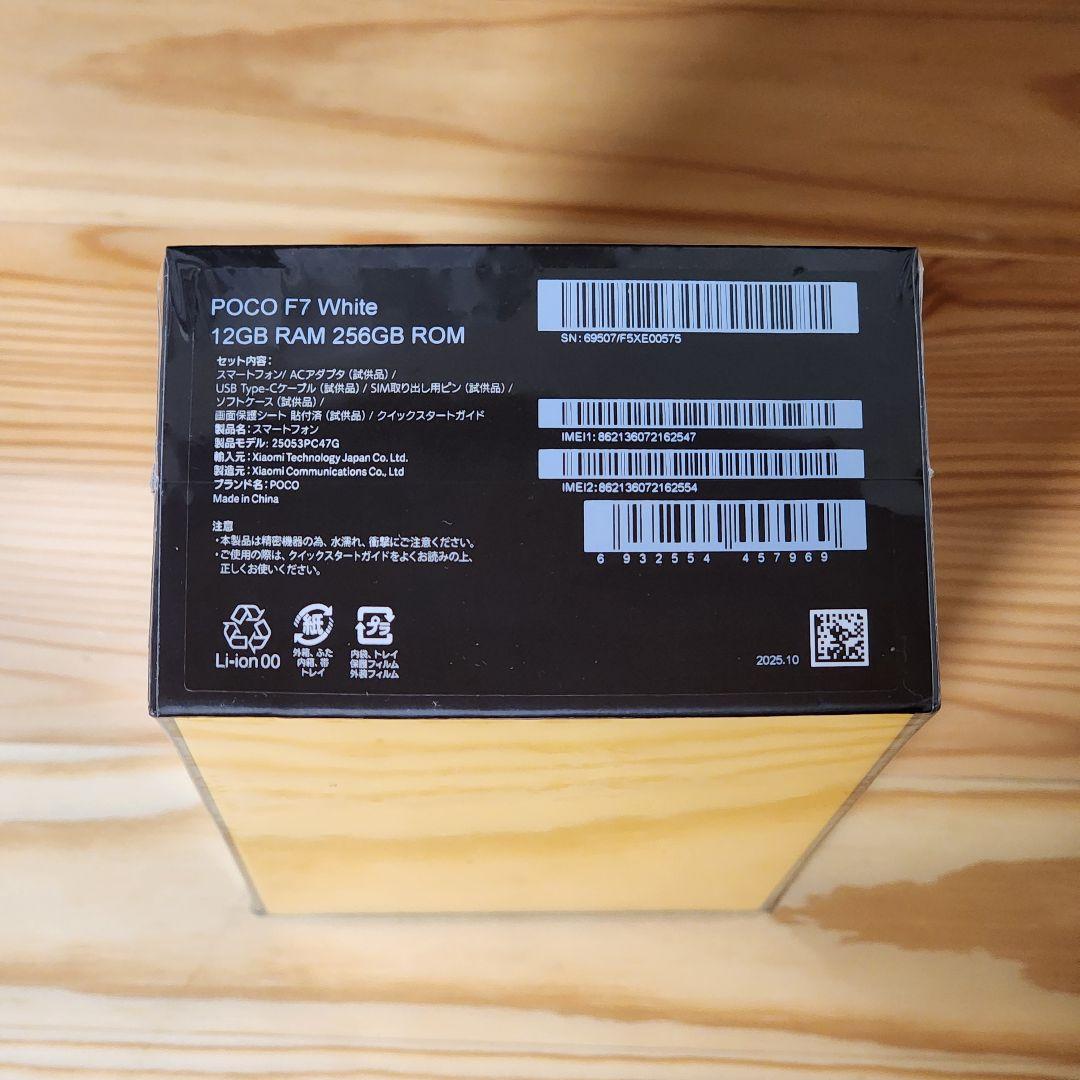 POCO F7 White
12GB RAM 256GB ROM
セット内容：
スマートフォン/ ACアダプタ（試供品）/
USB Type-Cケーブル（試供品）/ SIM取り出し用ピン（試供品）/
ソフトケース（試供品）/
画面保護シート 貼付済（試供品）/ クイックスタートガイド
製品名：スマートフォン
製品モデル: 25053PC47G
輸入元：Xiaomi Technology Japan Co. Ltd.
製造元：Xiaomi Communications Co., Ltd
ブランド名：POCO
Made in China
注意
・本製品は精密機器の為、水濡れ、衝撃にご注意ください。
・ご使用の際は、クイックスタートガイドをよくお読みの上、
正しくお使いください。
Li-ion 00
紙
外箱、ふた
内箱、帯
トレイ
プラ
内袋、トレイ
保護フィルム
外装フィルム
SN: 69507/F5XE00575
IMEI1: 862136072162547
IMEI2: 862136072162554
6 932554 457969
2025.10